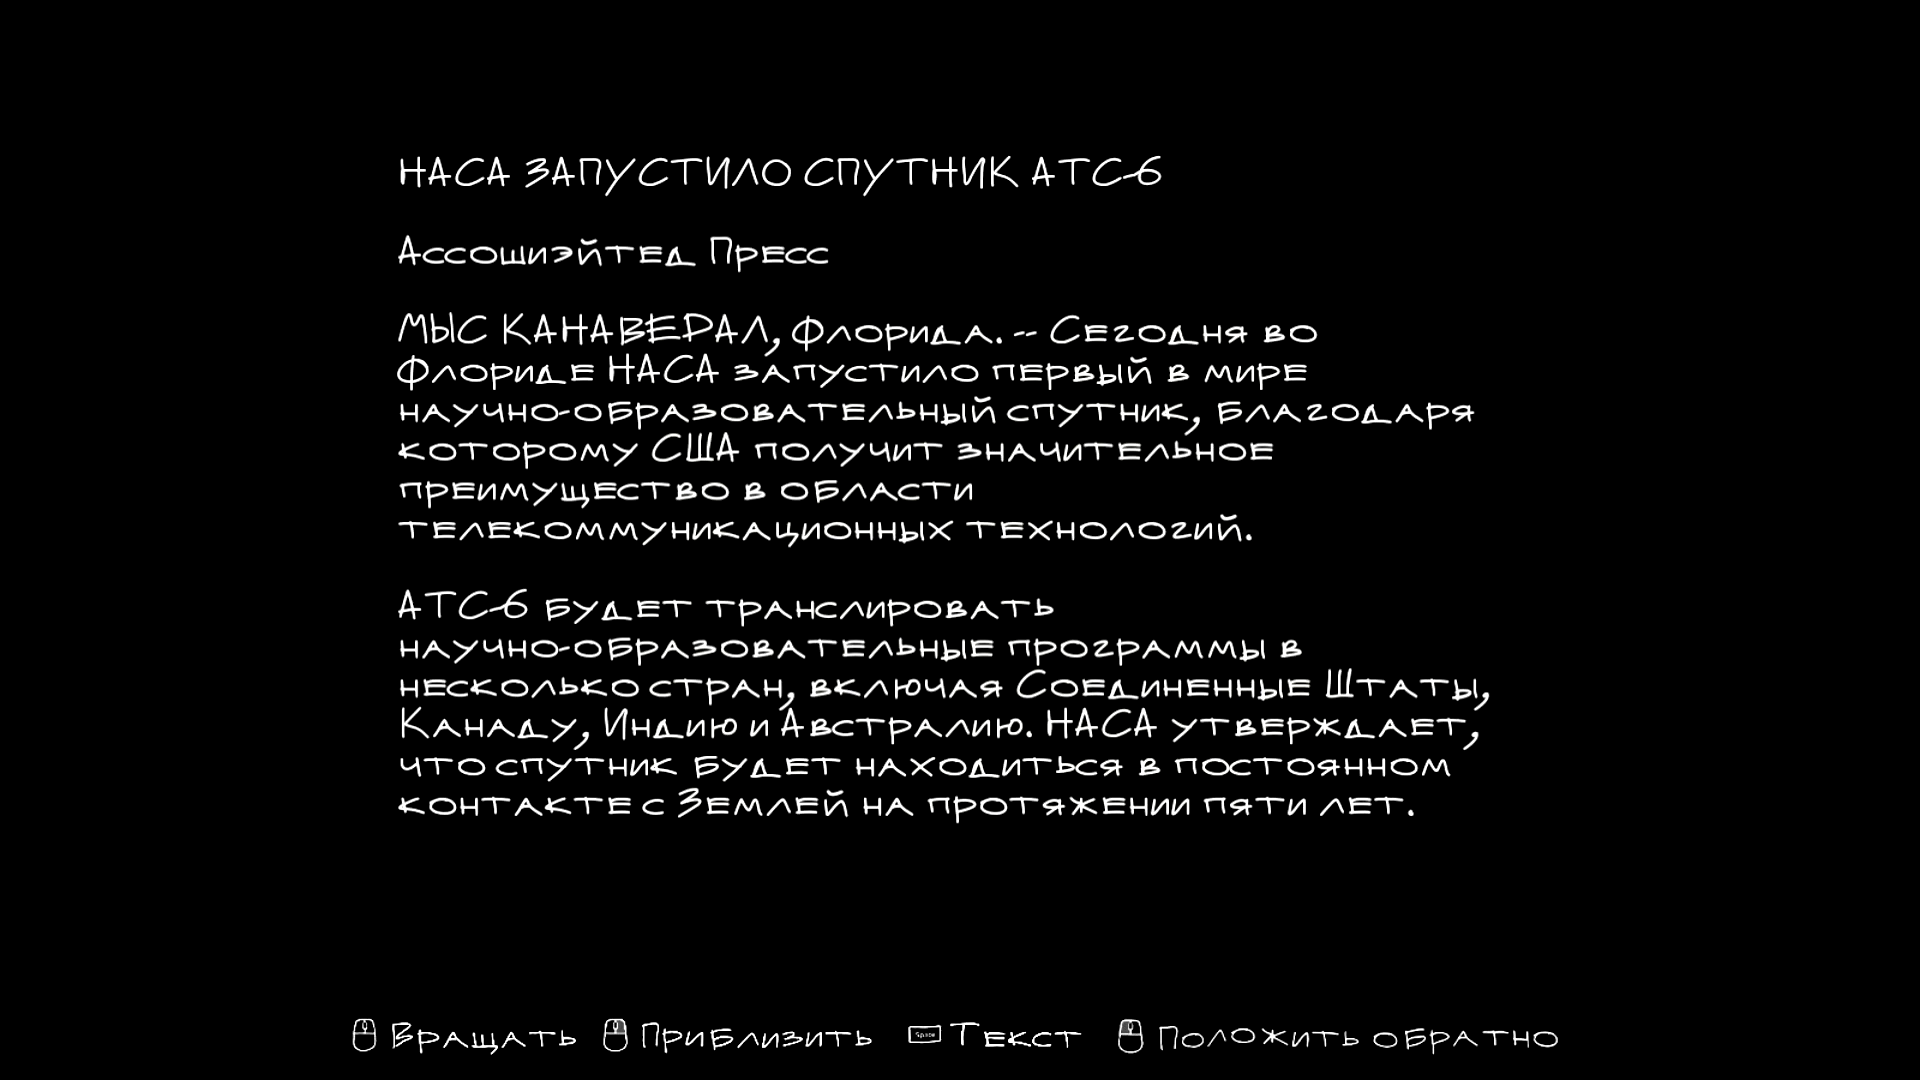 НАСА ЗАПУСТИЛО СПУТНИК АТС-6
Ассошиэйтед Пресс
МЫС КАНАВЕРАЛ, Флорида. -- Сегодня во
Флориде НАСА запустило первый в мире
научно-образовательный спутник, благодаря
которому США получит значительное
преимущество в области
телекоммуникационных технологий.
АТС-6 будет транслировать
научно-образовательные программы в
несколько стран, включая Соединенные Штаты,
Канаду, Индию и Австралию. НАСА утверждает,
что спутник будет находиться в постоянном
контакте с Землей на протяжении пяти лет.
Вращать Приблизить Space Текст Положить обратно